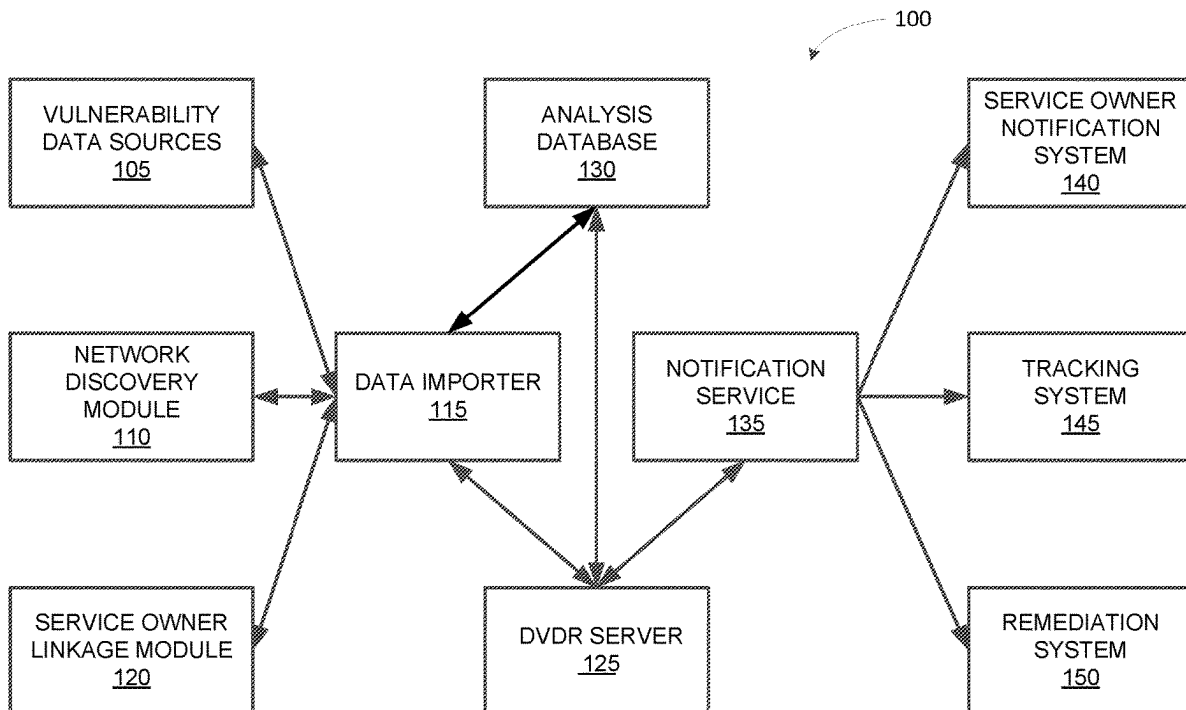 100
VULNERABILITY
DATA SOURCES
105
ANALYSIS
DATABASE
130
SERVICE OWNER
NOTIFICATION
SYSTEM
140
NETWORK
DISCOVERY
MODULE
110
DATA IMPORTER
115
NOTIFICATION
SERVICE
135
TRACKING
SYSTEM
145
SERVICE OWNER
LINKAGE MODULE
120
DVDR SERVER
125
REMEDIATION
SYSTEM
150